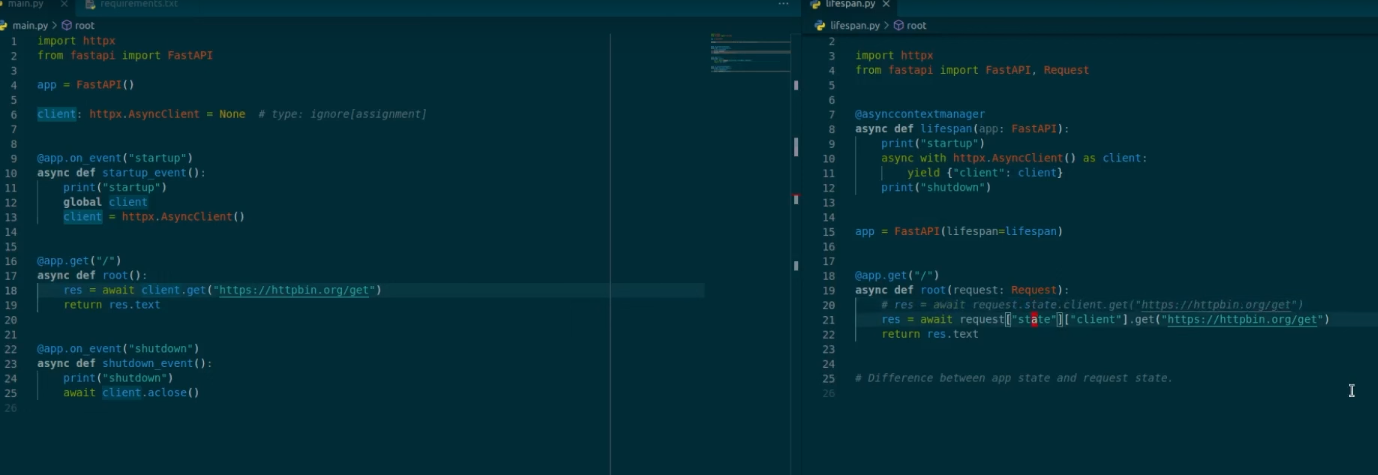 main.py
requirements.txt
main.py > root
1 import httpx
2 from fastapi import FastAPI
3
4 app = FastAPI()
5
6 client: httpx.AsyncClient = None  # type: ignore[assignment]
7
8
9 @app.on_event("startup")
10 async def startup_event():
11     print("startup")
12     global client
13     client = httpx.AsyncClient()
14
15
16 @app.get("/")
17 async def root():
18     res = await client.get("https://httpbin.org/get")
19     return res.text
20
21
22 @app.on_event("shutdown")
23 async def shutdown_event():
24     print("shutdown")
25     await client.aclose()
26
lifespan.py
lifespan.py > root
2
3 import httpx
4 from fastapi import FastAPI, Request
5
6
7 @asynccontextmanager
8 async def lifespan(app: FastAPI):
9     print("startup")
10     async with httpx.AsyncClient() as client:
11         yield {"client": client}
12     print("shutdown")
13
14
15 app = FastAPI(lifespan=lifespan)
16
17
18 @app.get("/")
19 async def root(request: Request):
20     # res = await request.state.client.get("https://httpbin.org/get")
21     res = await request["state"]["client"].get("https://httpbin.org/get")
22     return res.text
23
24
25 # Difference between app state and request state.
26